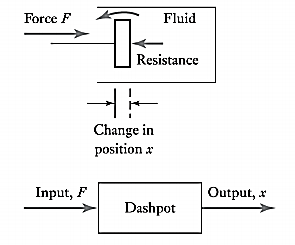 Force F
Fluid
Resistance
Change in
position x
Input, F
Output, x
Dashpot